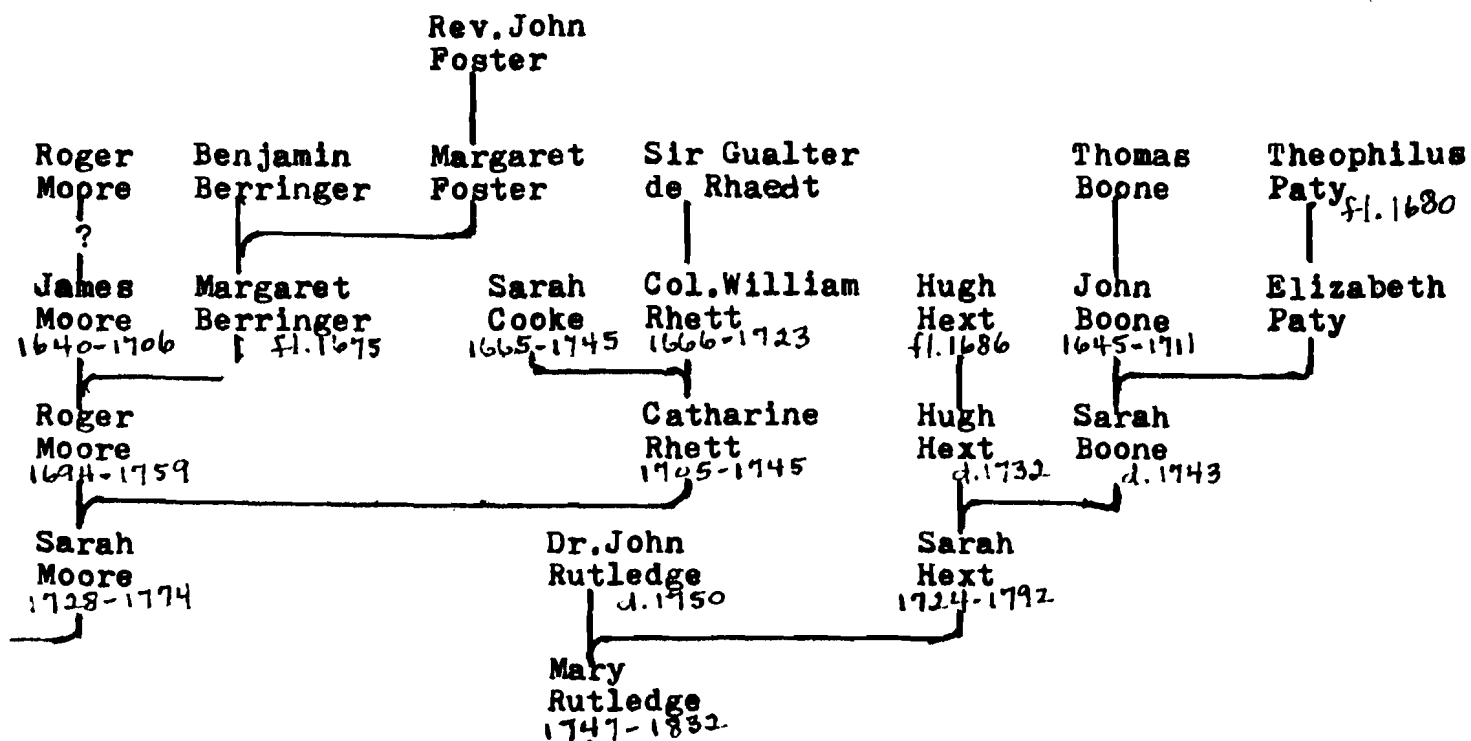 Rev.John
Foster
Roger Benjamin Margaret Sir Gualter Thomas Theophilus
Moore Berringer Foster de Rhaedt Boone Paty fl.1680
?
James Margaret Sarah Col.William Hugh John Elizabeth
Moore Berringer Cooke Rhett Hext Boone Paty
1640-1706 fl.1675 1665-1745 1666-1723 fl.1686 1645-1711
Roger Catharine Hugh Sarah
Moore Rhett Hext Boone
1694-1759 1705-1745 d.1732 d.1743
Sarah Dr.John Sarah
Moore Rutledge Hext
1728-1774 d.1950 1724-1792
Mary
Rutledge
1747-1832